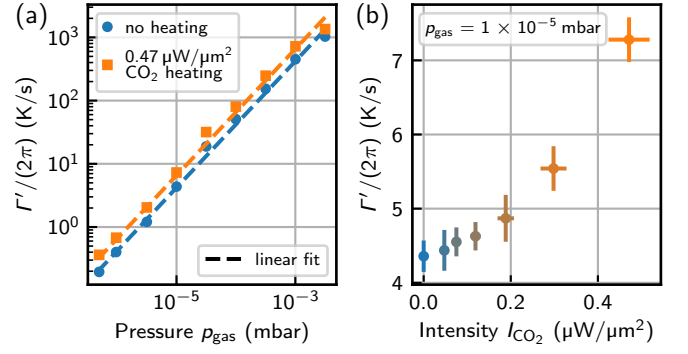 (a)
no heating
0.47 μW/μm²
CO₂ heating
linear fit
10³
10²
10¹
10⁰
Γ′/(2π) (K/s)
10⁻⁵
10⁻³
Pressure p_gas (mbar)
(b)
p_gas = 1 × 10⁻⁵ mbar
7
6
5
4
Γ′/(2π) (K/s)
0.0
0.2
0.4
Intensity I_CO₂ (μW/μm²)